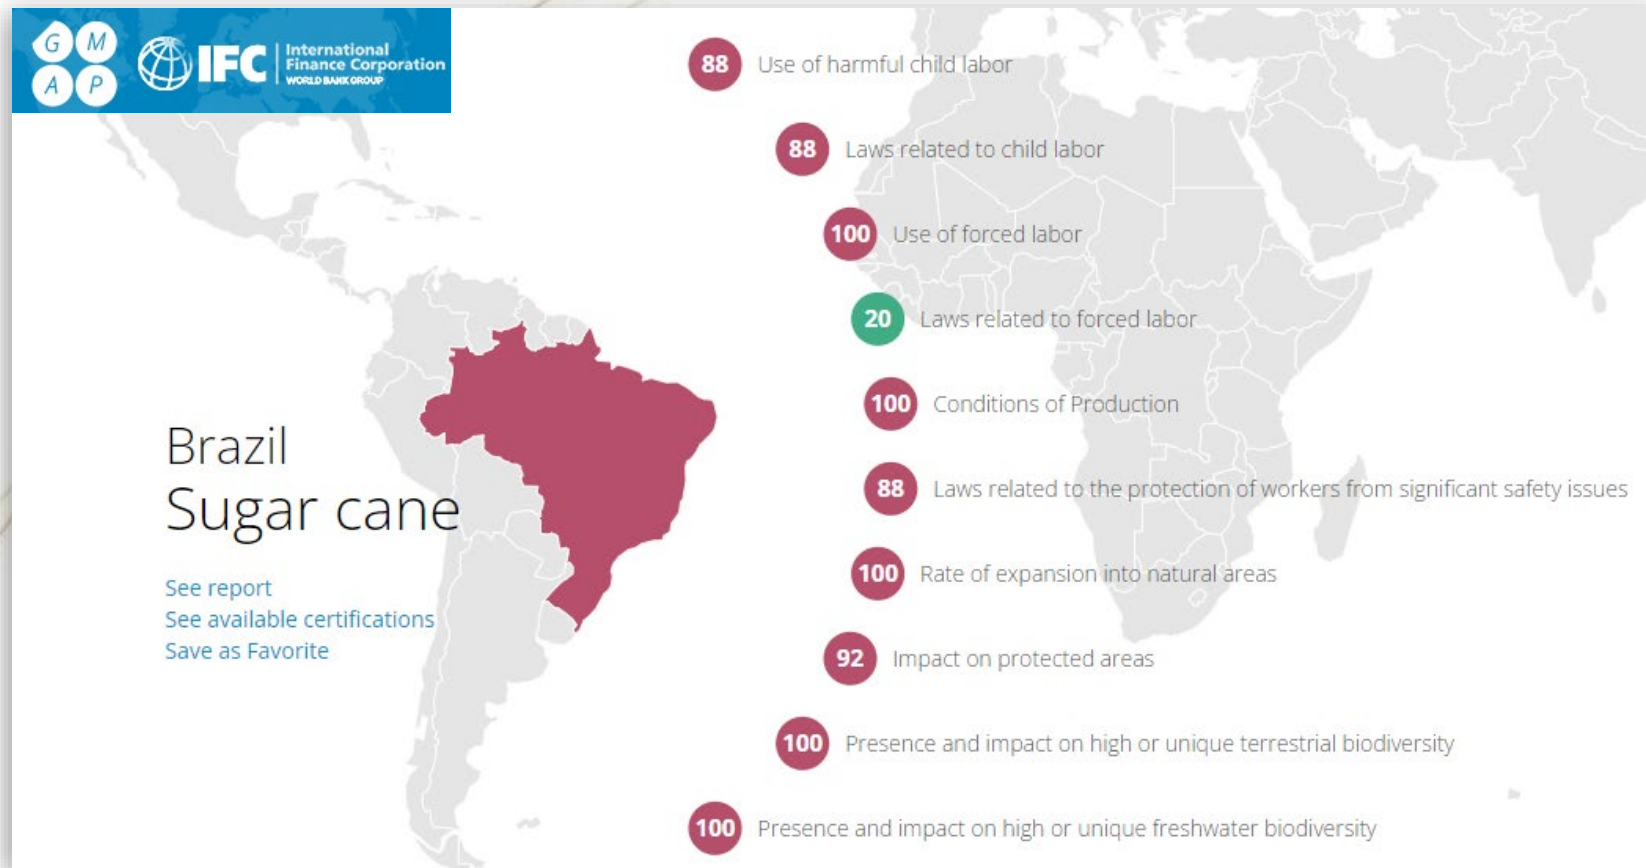 G M
A P
IFC
International
Finance Corporation
WORLD BANK GROUP
88 Use of harmful child labor
88 Laws related to child labor
100 Use of forced labor
20 Laws related to forced labor
100 Conditions of Production
88 Laws related to the protection of workers from significant safety issues
100 Rate of expansion into natural areas
92 Impact on protected areas
100 Presence and impact on high or unique terrestrial biodiversity
100 Presence and impact on high or unique freshwater biodiversity
Brazil
Sugar cane
See report
See available certifications
Save as Favorite